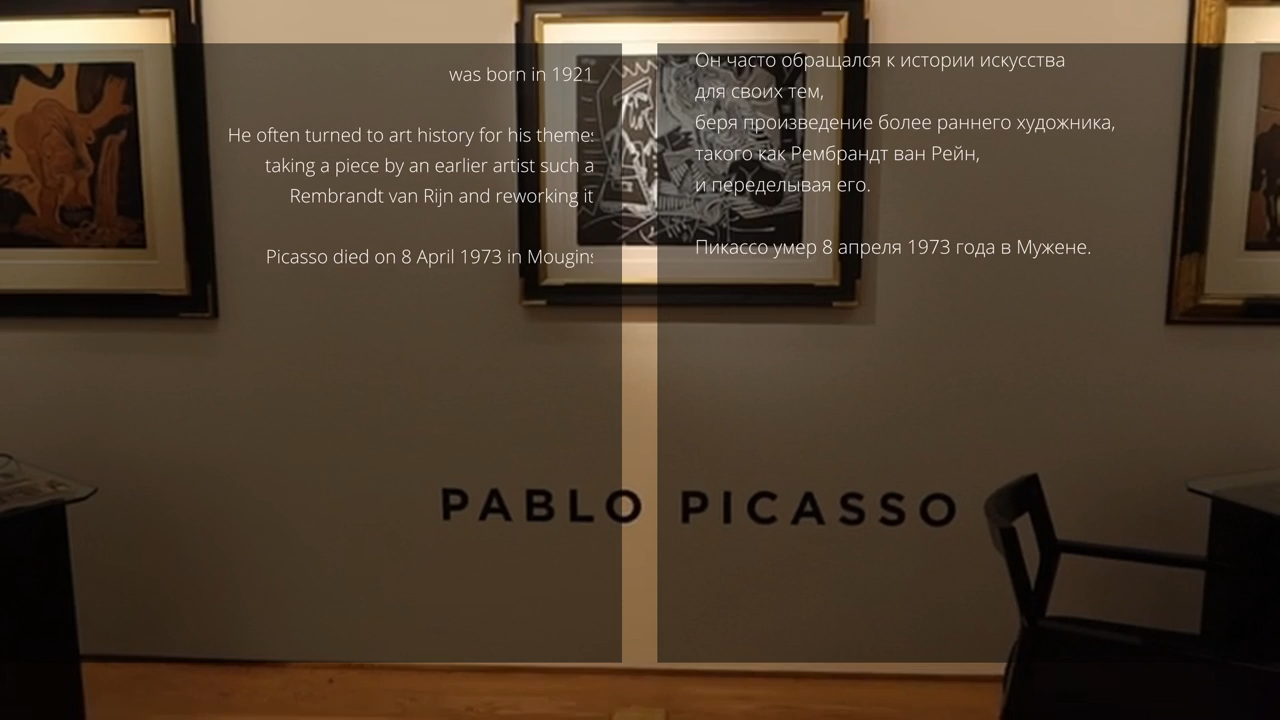 was born in 1921
He often turned to art history for his themes
taking a piece by an earlier artist such a
Rembrandt van Rijn and reworking it
Picasso died on 8 April 1973 in Mougins
Он часто обращался к истории искусства
для своих тем,
беря произведение более раннего художника,
такого как Рембрандт ван Рейн,
и переделывая его.
Пикассо умер 8 апреля 1973 года в Мужене.
PABLO PICASSO